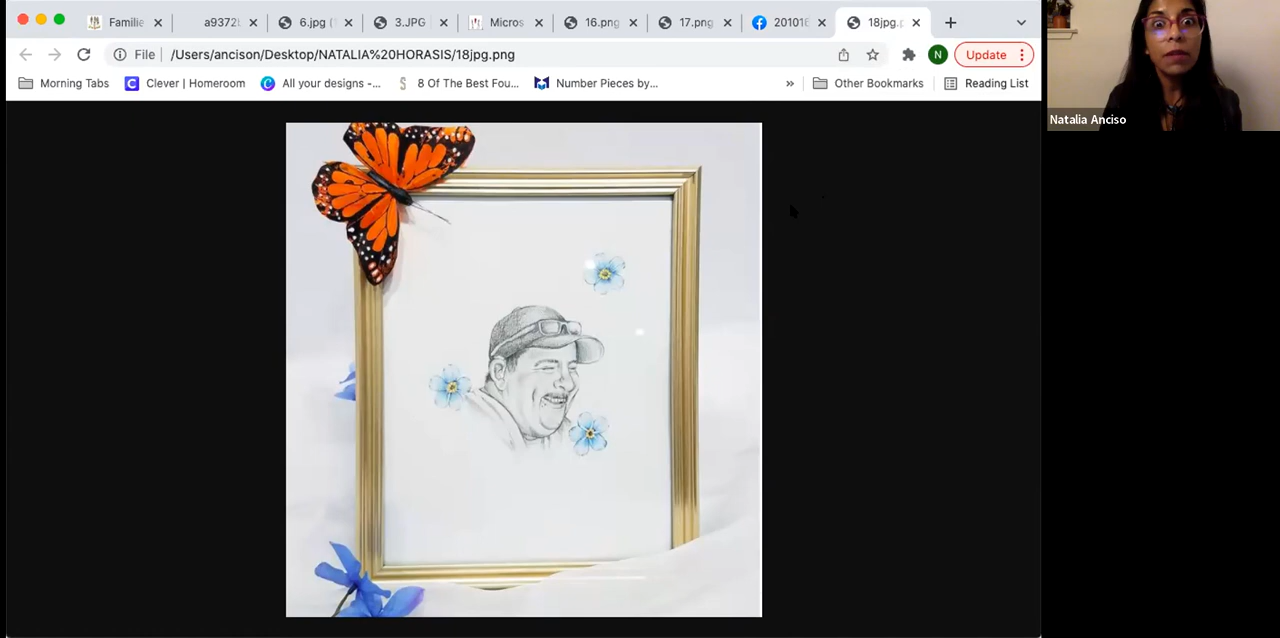 Familie
a9372
6.jpg
3.JPG
Micros
16.png
17.png
201018
18jpg.p
File
/Users/ancison/Desktop/NATALIA%20HORASIS/18jpg.png
N
Update
Morning Tabs
Clever | Homeroom
All your designs -...
8 Of The Best Fou...
Number Pieces by...
»
Other Bookmarks
Reading List
Natalia Anciso